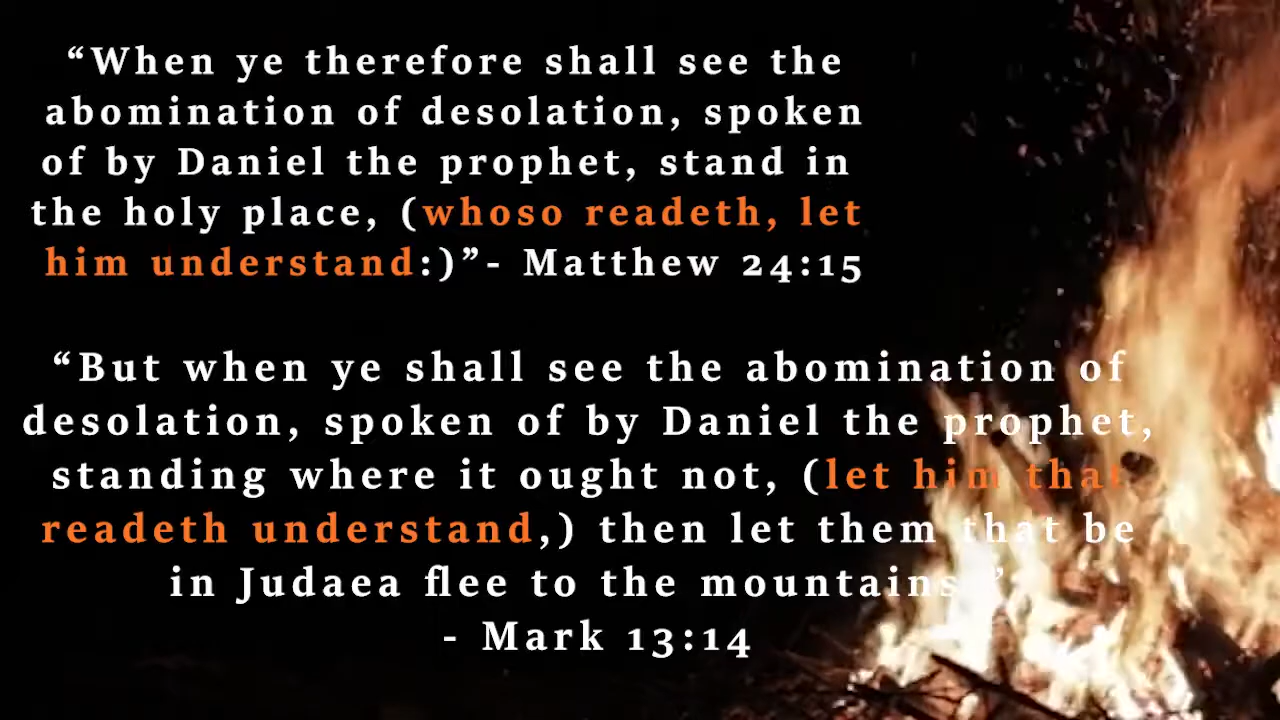 “When ye therefore shall see the
abomination of desolation, spoken
of by Daniel the prophet, stand in
the holy place, (whoso readeth, let
him understand:)”- Matthew 24:15
“But when ye shall see the abomination of
desolation, spoken of by Daniel the prophet,
standing where it ought not, (let him that
readeth understand,) then let them that be
in Judaea flee to the mountains:”
- Mark 13:14